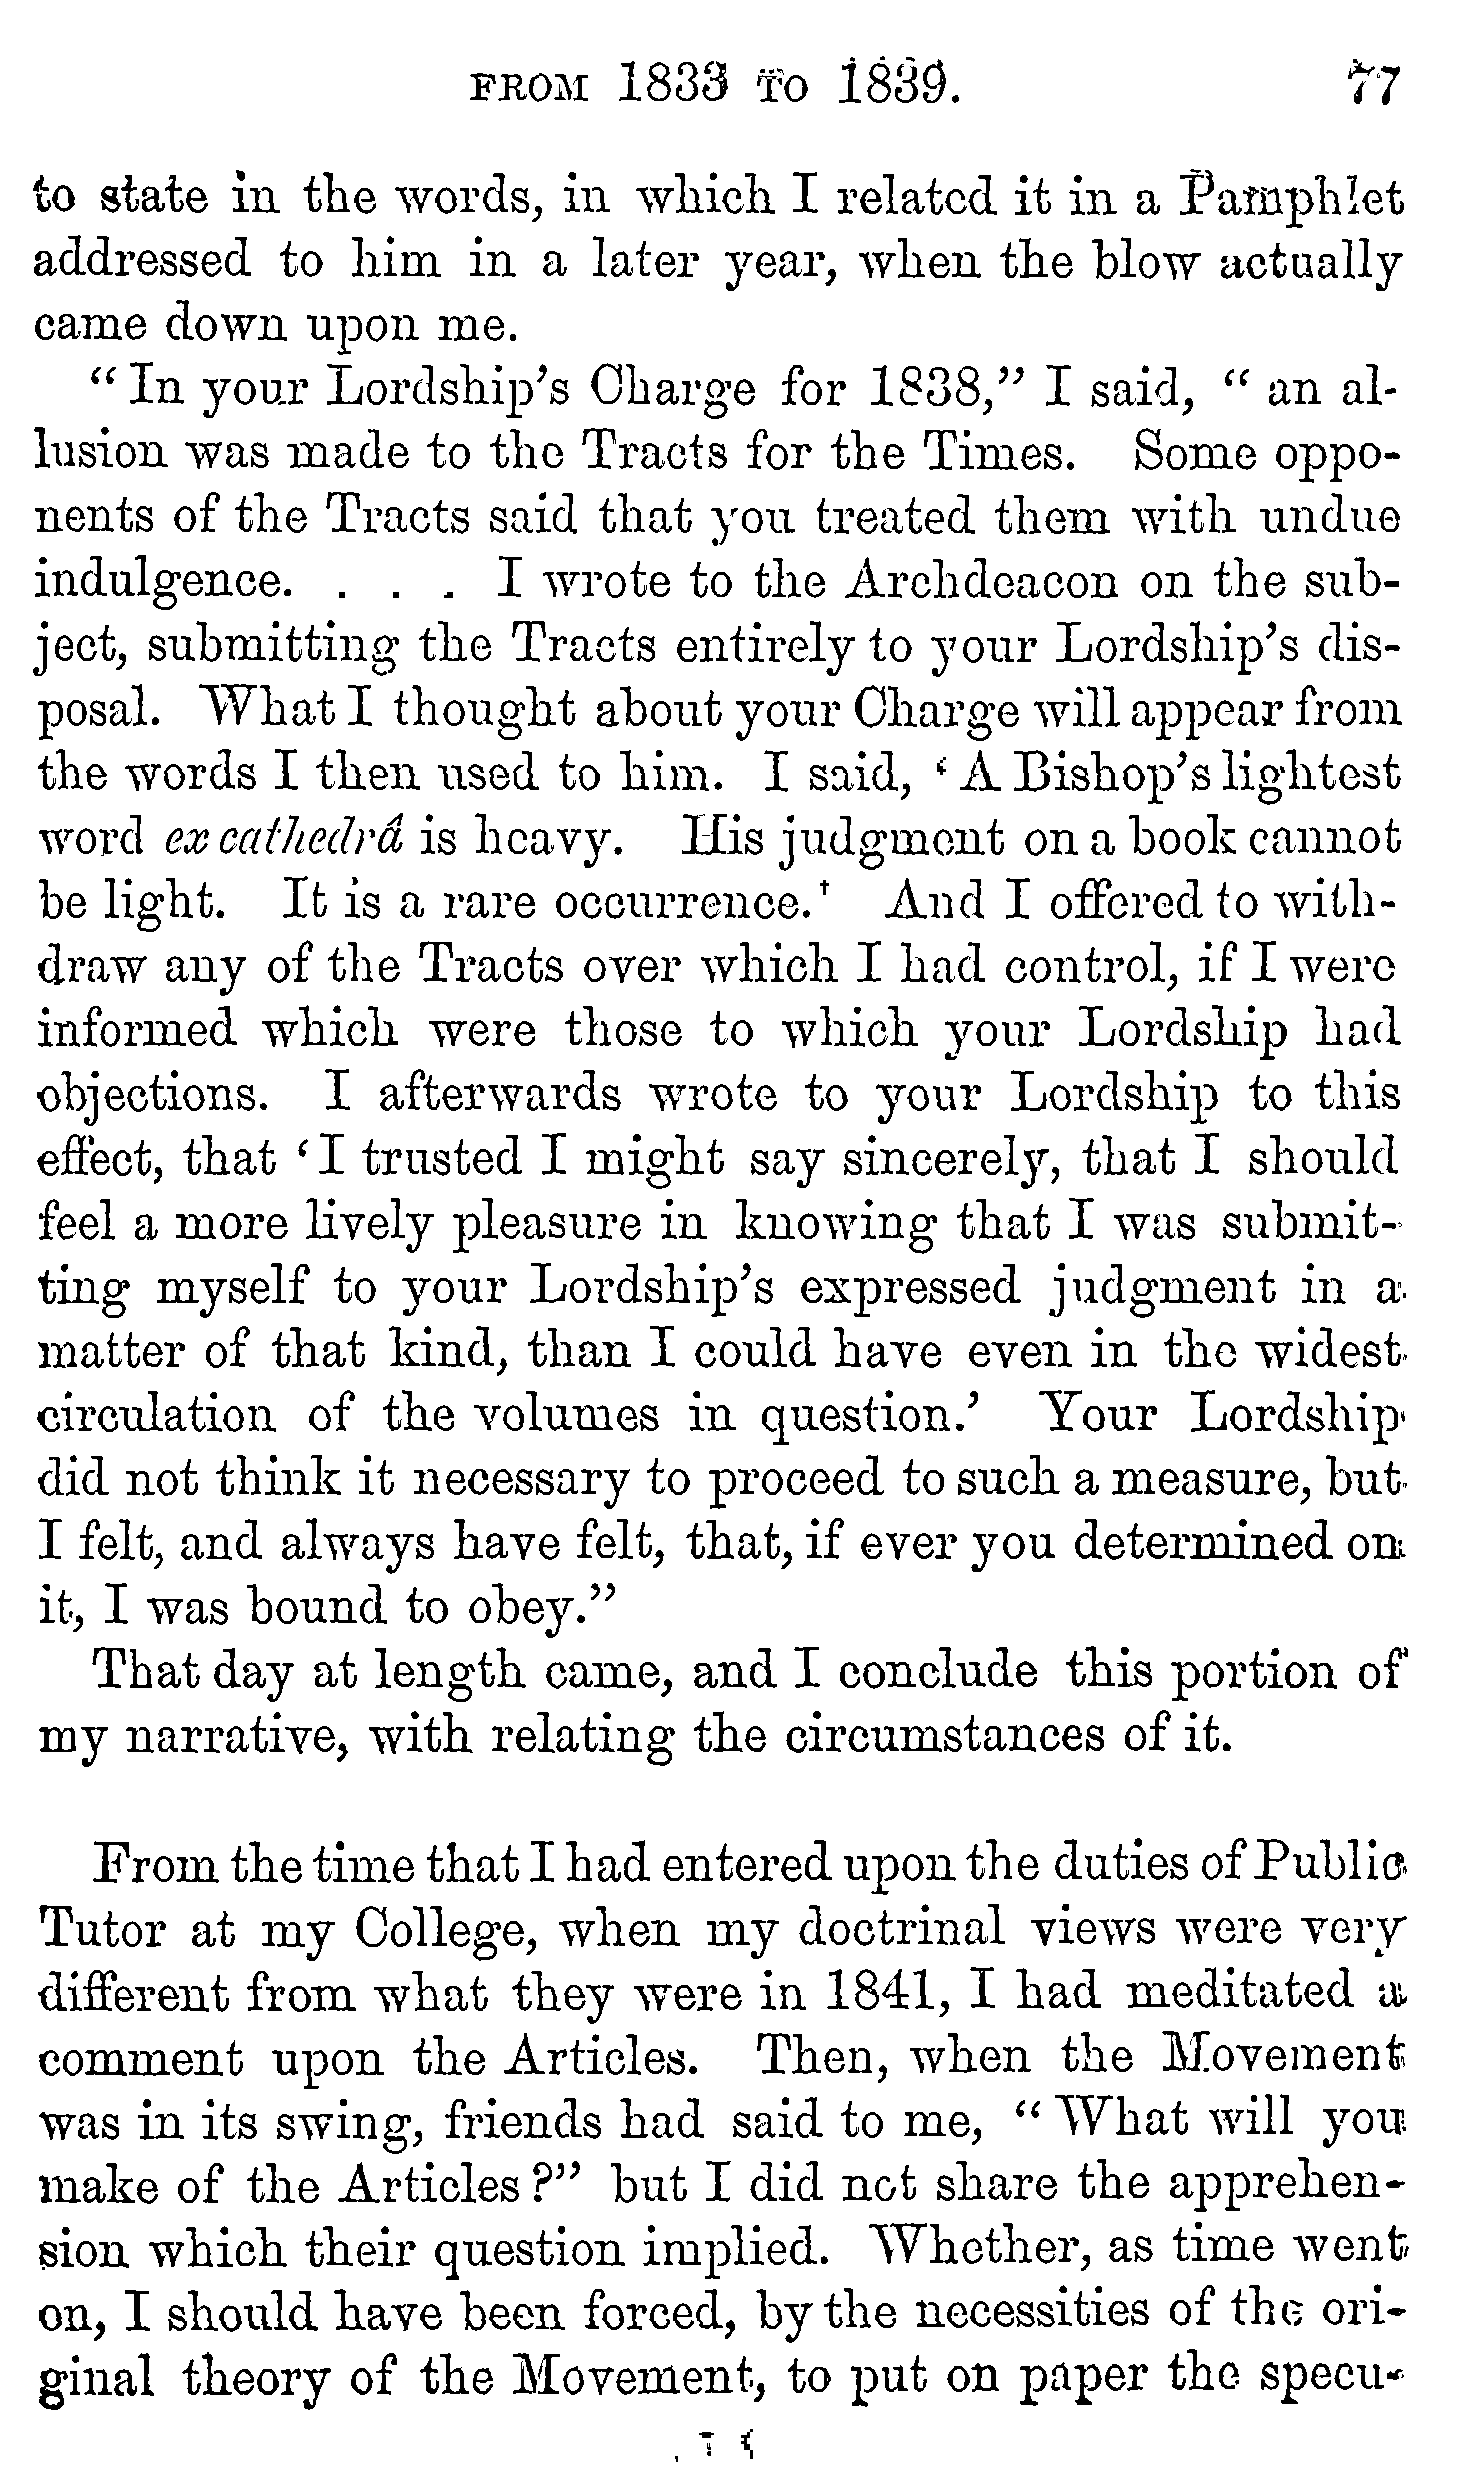 FROM 1833 TO 1839. 77
to state in the words, in which I related it in a Pamphlet
addressed to him in a later year, when the blow actually
came down upon me.
“ In your Lordship’s Charge for 1838,” I said, “ an al-
lusion was made to the Tracts for the Times. Some oppo-
nents of the Tracts said that you treated them with undue
indulgence. . . . I wrote to the Archdeacon on the sub-
ject, submitting the Tracts entirely to your Lordship’s dis-
posal. What I thought about your Charge will appear from
the words I then used to him. I said, ‘ A Bishop’s lightest
word ex cathedrâ is heavy. His judgment on a book cannot
be light. It is a rare occurrence.’ And I offered to with-
draw any of the Tracts over which I had control, if I were
informed which were those to which your Lordship had
objections. I afterwards wrote to your Lordship to this
effect, that ‘ I trusted I might say sincerely, that I should
feel a more lively pleasure in knowing that I was submit-
ting myself to your Lordship’s expressed judgment in a
matter of that kind, than I could have even in the widest
circulation of the volumes in question.’ Your Lordship
did not think it necessary to proceed to such a measure, but
I felt, and always have felt, that, if ever you determined on
it, I was bound to obey.”
That day at length came, and I conclude this portion of
my narrative, with relating the circumstances of it.
From the time that I had entered upon the duties of Public
Tutor at my College, when my doctrinal views were very
different from what they were in 1841, I had meditated a
comment upon the Articles. Then, when the Movement
was in its swing, friends had said to me, “ What will you
make of the Articles ?” but I did not share the apprehen-
sion which their question implied. Whether, as time went
on, I should have been forced, by the necessities of the ori-
ginal theory of the Movement, to put on paper the specu-